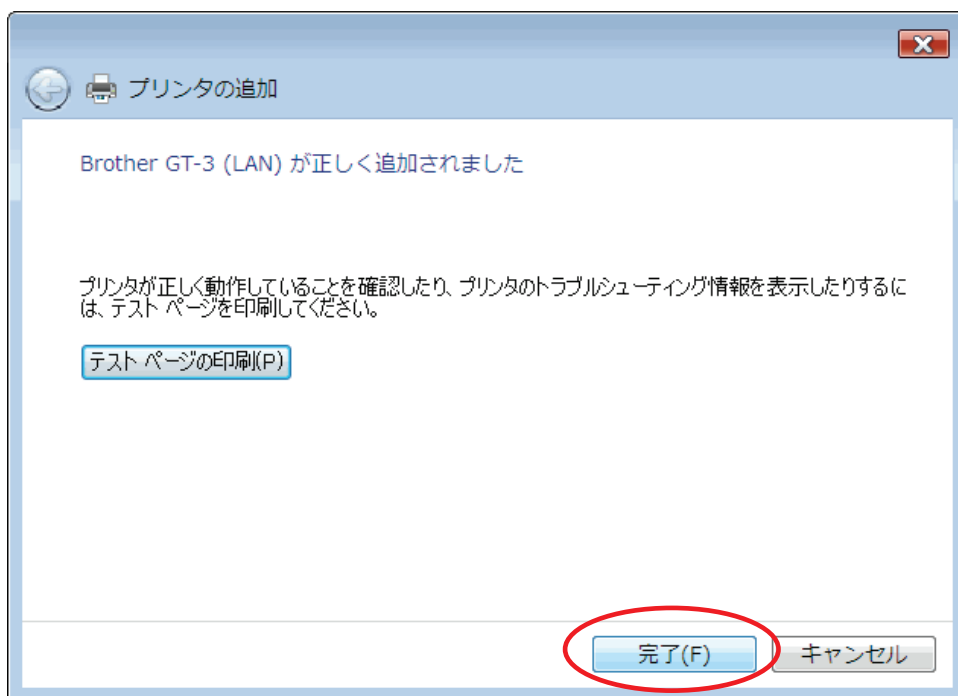 プリンタの追加
Brother GT-3 (LAN) が正しく追加されました
プリンタが正しく動作していることを確認したり、プリンタのトラブルシューティング情報を表示したりするに
は、テスト ページを印刷してください。
テスト ページの印刷(P)
完了(F)
キャンセル